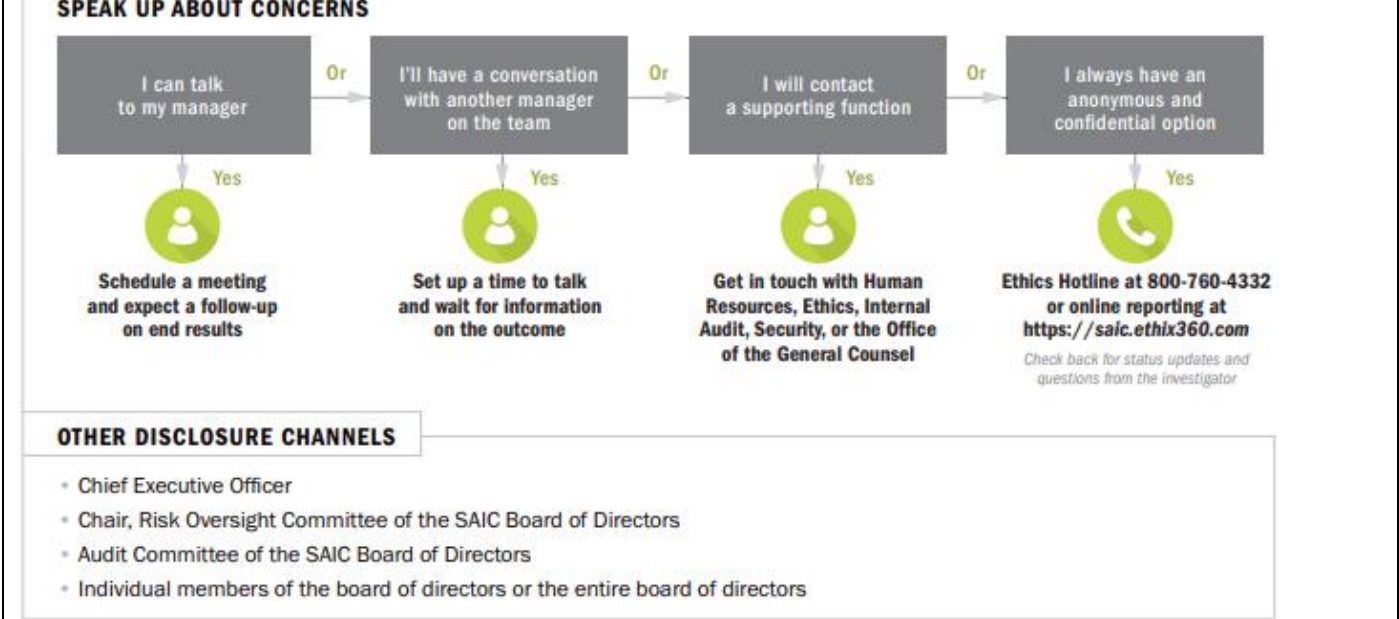 SPEAK UP ABOUT CONCERNS
I can talk
to my manager
Or
I'll have a conversation
with another manager
on the team
Or
I will contact
a supporting function
Or
I always have an
anonymous and
confidential option
Yes
Yes
Yes
Yes
Schedule a meeting
and expect a follow-up
on end results
Set up a time to talk
and wait for information
on the outcome
Get in touch with Human
Resources, Ethics, Internal
Audit, Security, or the Office
of the General Counsel
Ethics Hotline at 800-760-4332
or online reporting at
https://saic.ethix360.com
Check back for status updates and
questions from the investigator
OTHER DISCLOSURE CHANNELS
• Chief Executive Officer
• Chair, Risk Oversight Committee of the SAIC Board of Directors
• Audit Committee of the SAIC Board of Directors
• Individual members of the board of directors or the entire board of directors